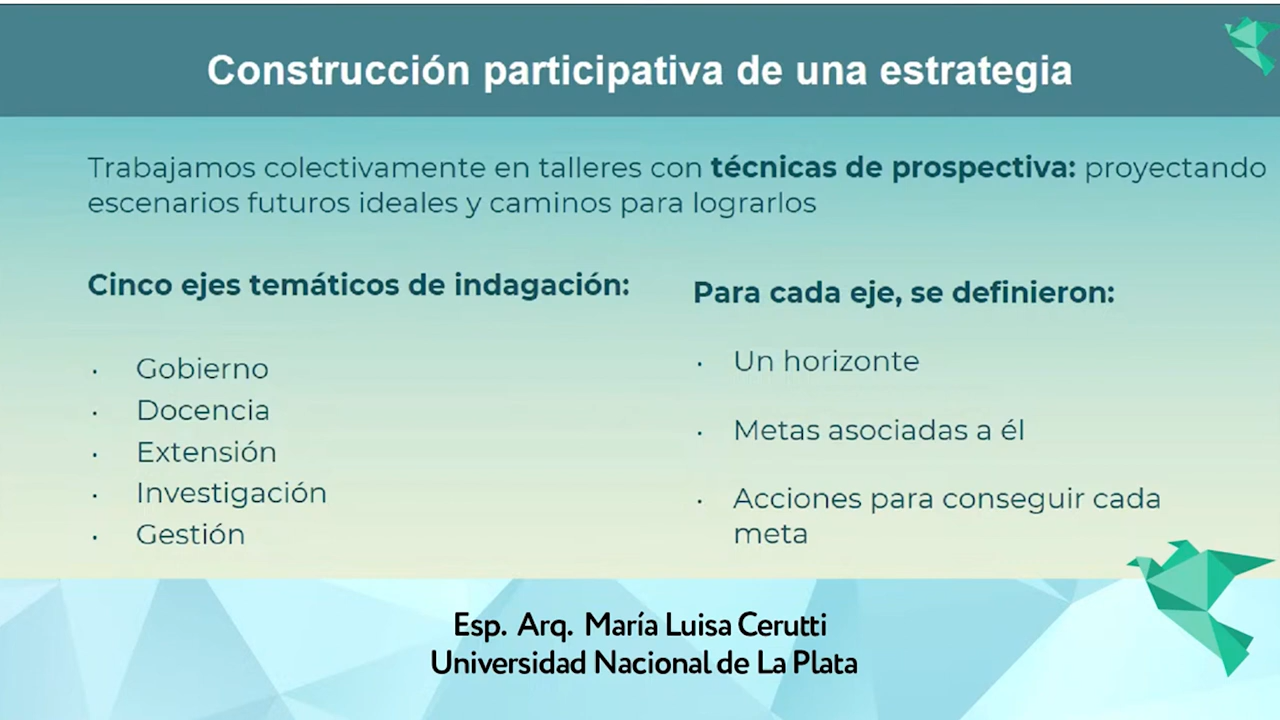 Construcción participativa de una estrategia
Trabajamos colectivamente en talleres con técnicas de prospectiva: proyectando
escenarios futuros ideales y caminos para lograrlos
Cinco ejes temáticos de indagación:
· Gobierno
· Docencia
· Extensión
· Investigación
· Gestión
Para cada eje, se definieron:
· Un horizonte
· Metas asociadas a él
· Acciones para conseguir cada
meta
Esp. Arq. María Luisa Cerutti
Universidad Nacional de La Plata